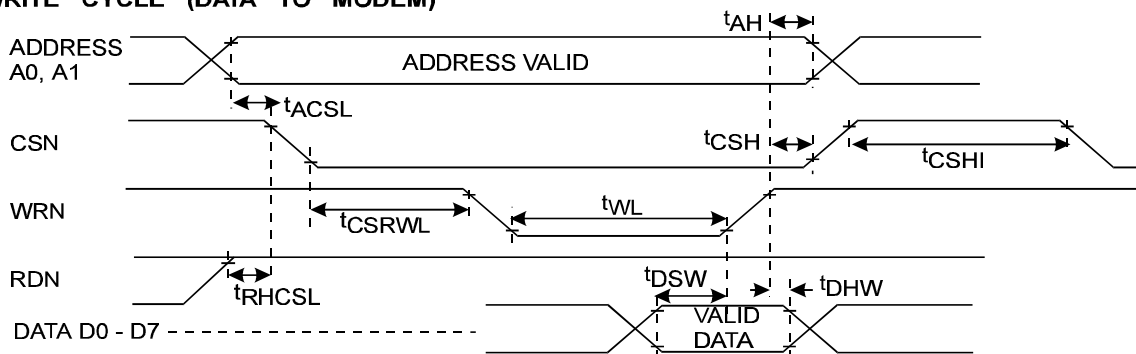 WRITE CYCLE (DATA TO MODEM)
tAH
ADDRESS
A0, A1
ADDRESS VALID
tACSL
CSN
tCSH
tCSHI
WRN
tCSRWL
tWL
RDN
tRHCSL
tDSW
tDHW
DATA D0 - D7
VALID
DATA